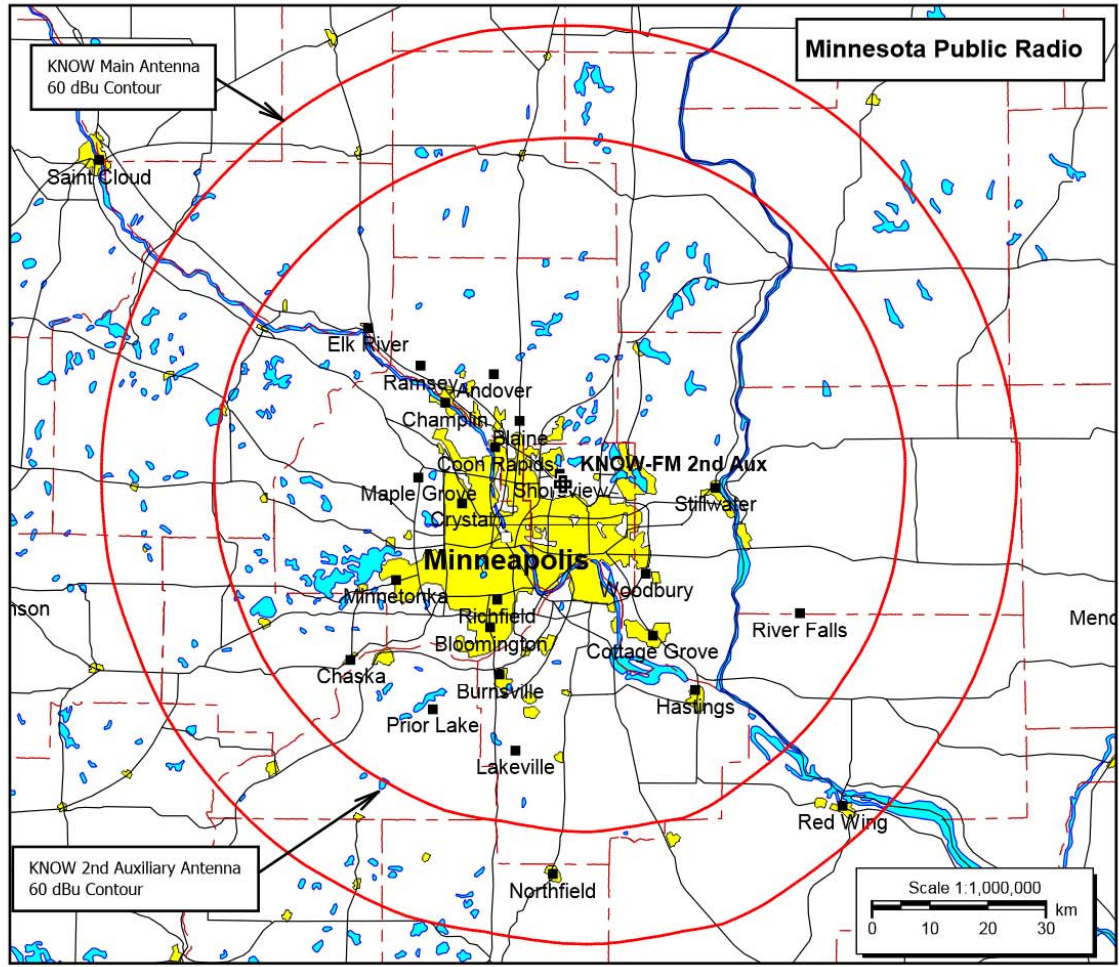 KNOW Main Antenna
60 dBu Contour
Minnesota Public Radio
Saint Cloud
Elk River
Ramsey
Andover
Champlin
Blaine
Coon Rapids
KNOW-FM 2nd Aux
Maple Grove
Shoreview
Stillwater
Crystal
Minneapolis
Minnetonka
Woodbury
nson
Richfield
River Falls
Meno
Bloomington
Cottage Grove
Chaska
Burnsville
Hastings
Prior Lake
Lakeville
Red Wing
KNOW 2nd Auxiliary Antenna
60 dBu Contour
Northfield
Scale 1:1,000,000
km
0 10 20 30